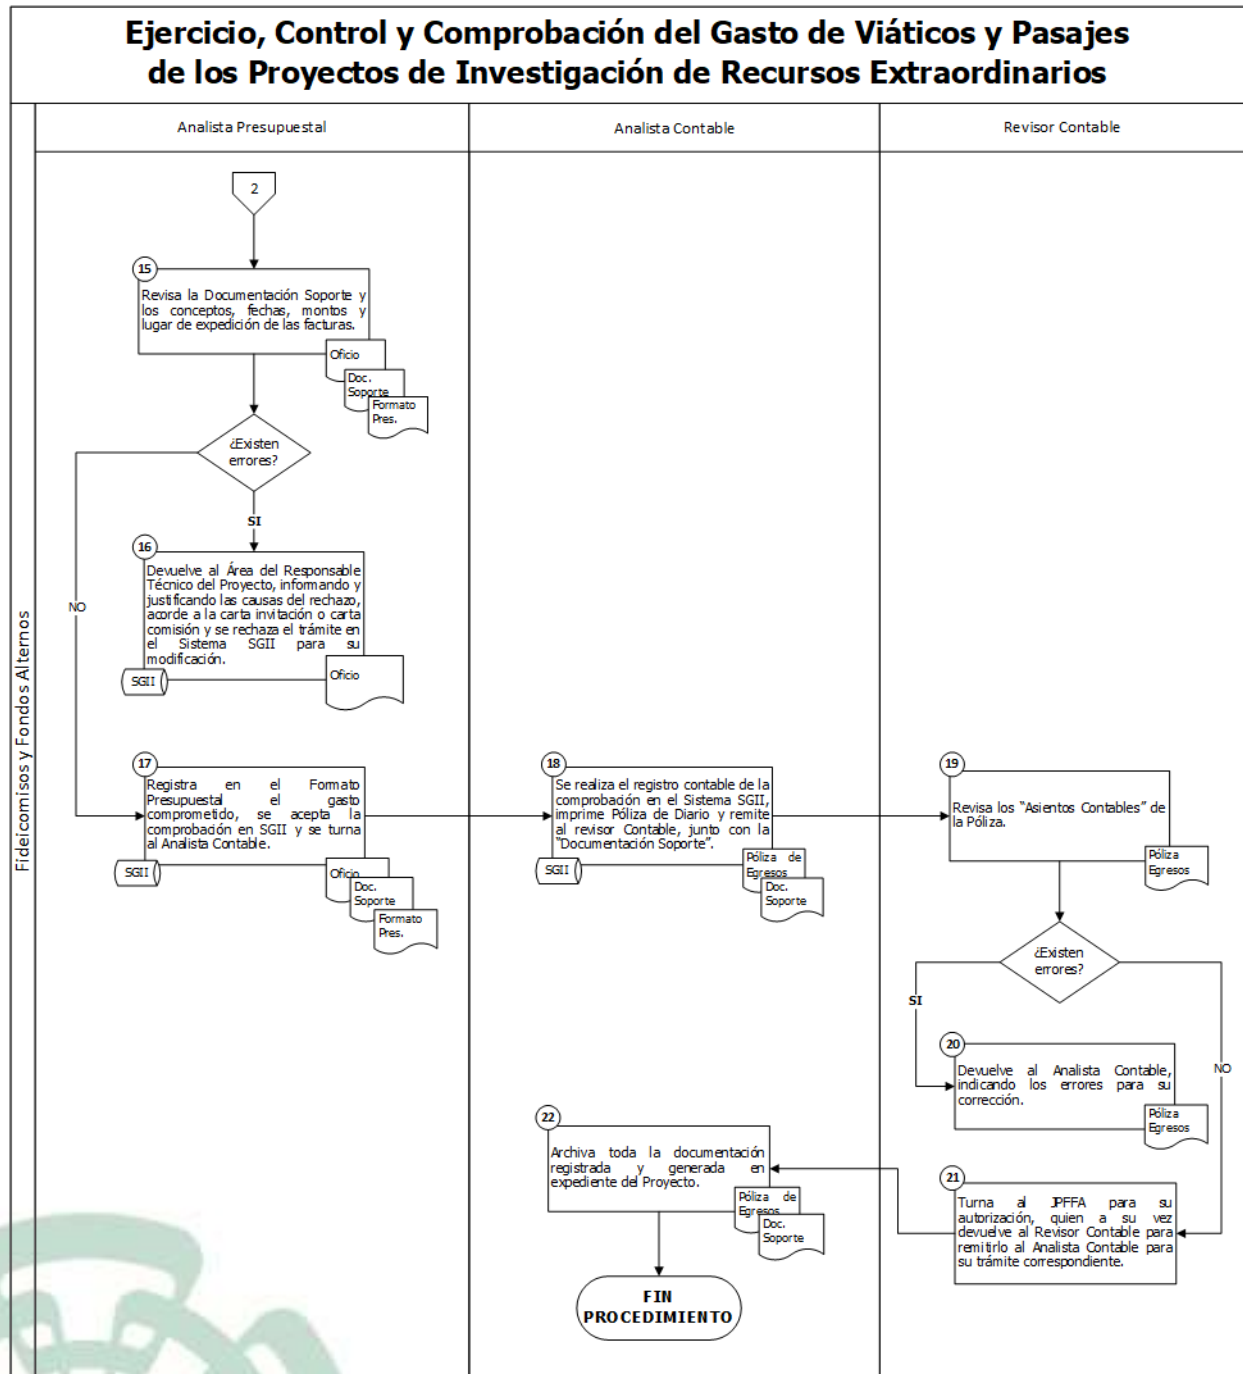 Ejercicio, Control y Comprobación del Gasto de Viáticos y Pasajes
de los Proyectos de Investigación de Recursos Extraordinarios
Fideicomisos y Fondos Alternos
Analista Presupuestal
Analista Contable
Revisor Contable
2
15
Revisa la Documentación Soporte y
los conceptos, fechas, montos y
lugar de expedición de las facturas.
Oficio
Doc.
Soporte
Formato
Pres.
¿Existen
errores?
SI
NO
16
Devuelve al Área del Responsable
Técnico del Proyecto, informando y
justificando las causas del rechazo,
acorde a la carta invitación o carta
comisión y se rechaza el trámite en
el Sistema SGII para su
modificación.
SGII
Oficio
17
Registra en el Formato
Presupuestal el gasto
comprometido, se acepta la
comprobación en SGII y se turna
al Analista Contable.
SGII
Oficio
Doc.
Soporte
Formato
Pres.
18
Se realiza el registro contable de la
comprobación en el Sistema SGII,
imprime Póliza de Diario y remite
al revisor Contable, junto con la
“Documentación Soporte”.
SGII
Póliza de
Egresos
Doc.
Soporte
19
Revisa los “Asientos Contables” de
la Póliza.
Póliza
Egresos
¿Existen
errores?
SI
NO
20
Devuelve al Analista Contable,
indicando los errores para su
corrección.
Póliza
Egresos
21
Turna al JPFFA para su
autorización, quien a su vez
devuelve al Revisor Contable para
remitirlo al Analista Contable para
su trámite correspondiente.
22
Archiva toda la documentación
registrada y generada en
expediente del Proyecto.
Póliza de
Egresos
Doc.
Soporte
FIN
PROCEDIMIENTO